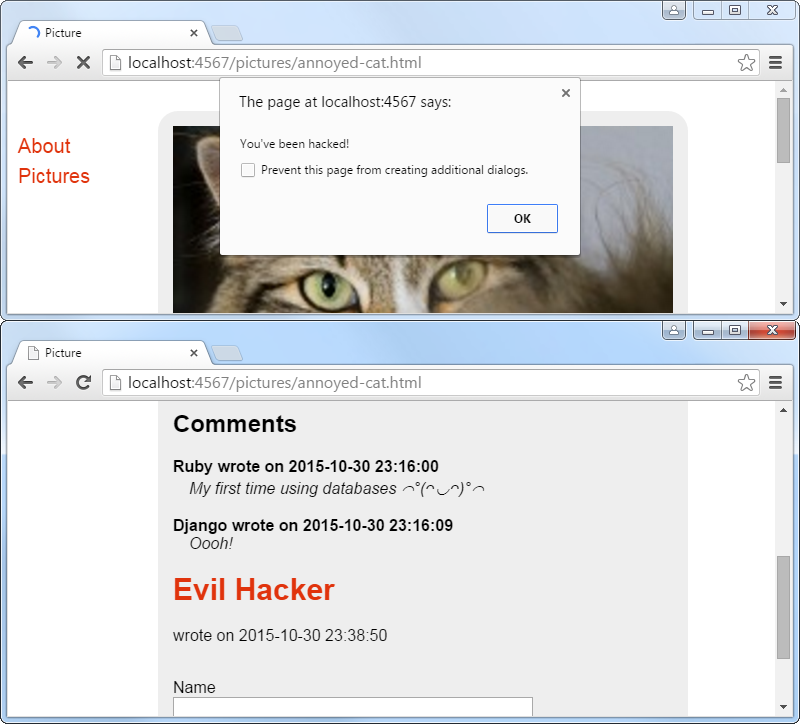 Picture
localhost:4567/pictures/annoyed-cat.html
The page at localhost:4567 says:
About
You've been hacked!
Pictures
Prevent this page from creating additional dialogs.
OK
Picture
localhost:4567/pictures/annoyed-cat.html
Comments
Ruby wrote on 2015-10-30 23:16:00
My first time using databases ⌒°(ᴖ◡ᴖ)°⌒
Django wrote on 2015-10-30 23:16:09
Oooh!
Evil Hacker
wrote on 2015-10-30 23:38:50
Name